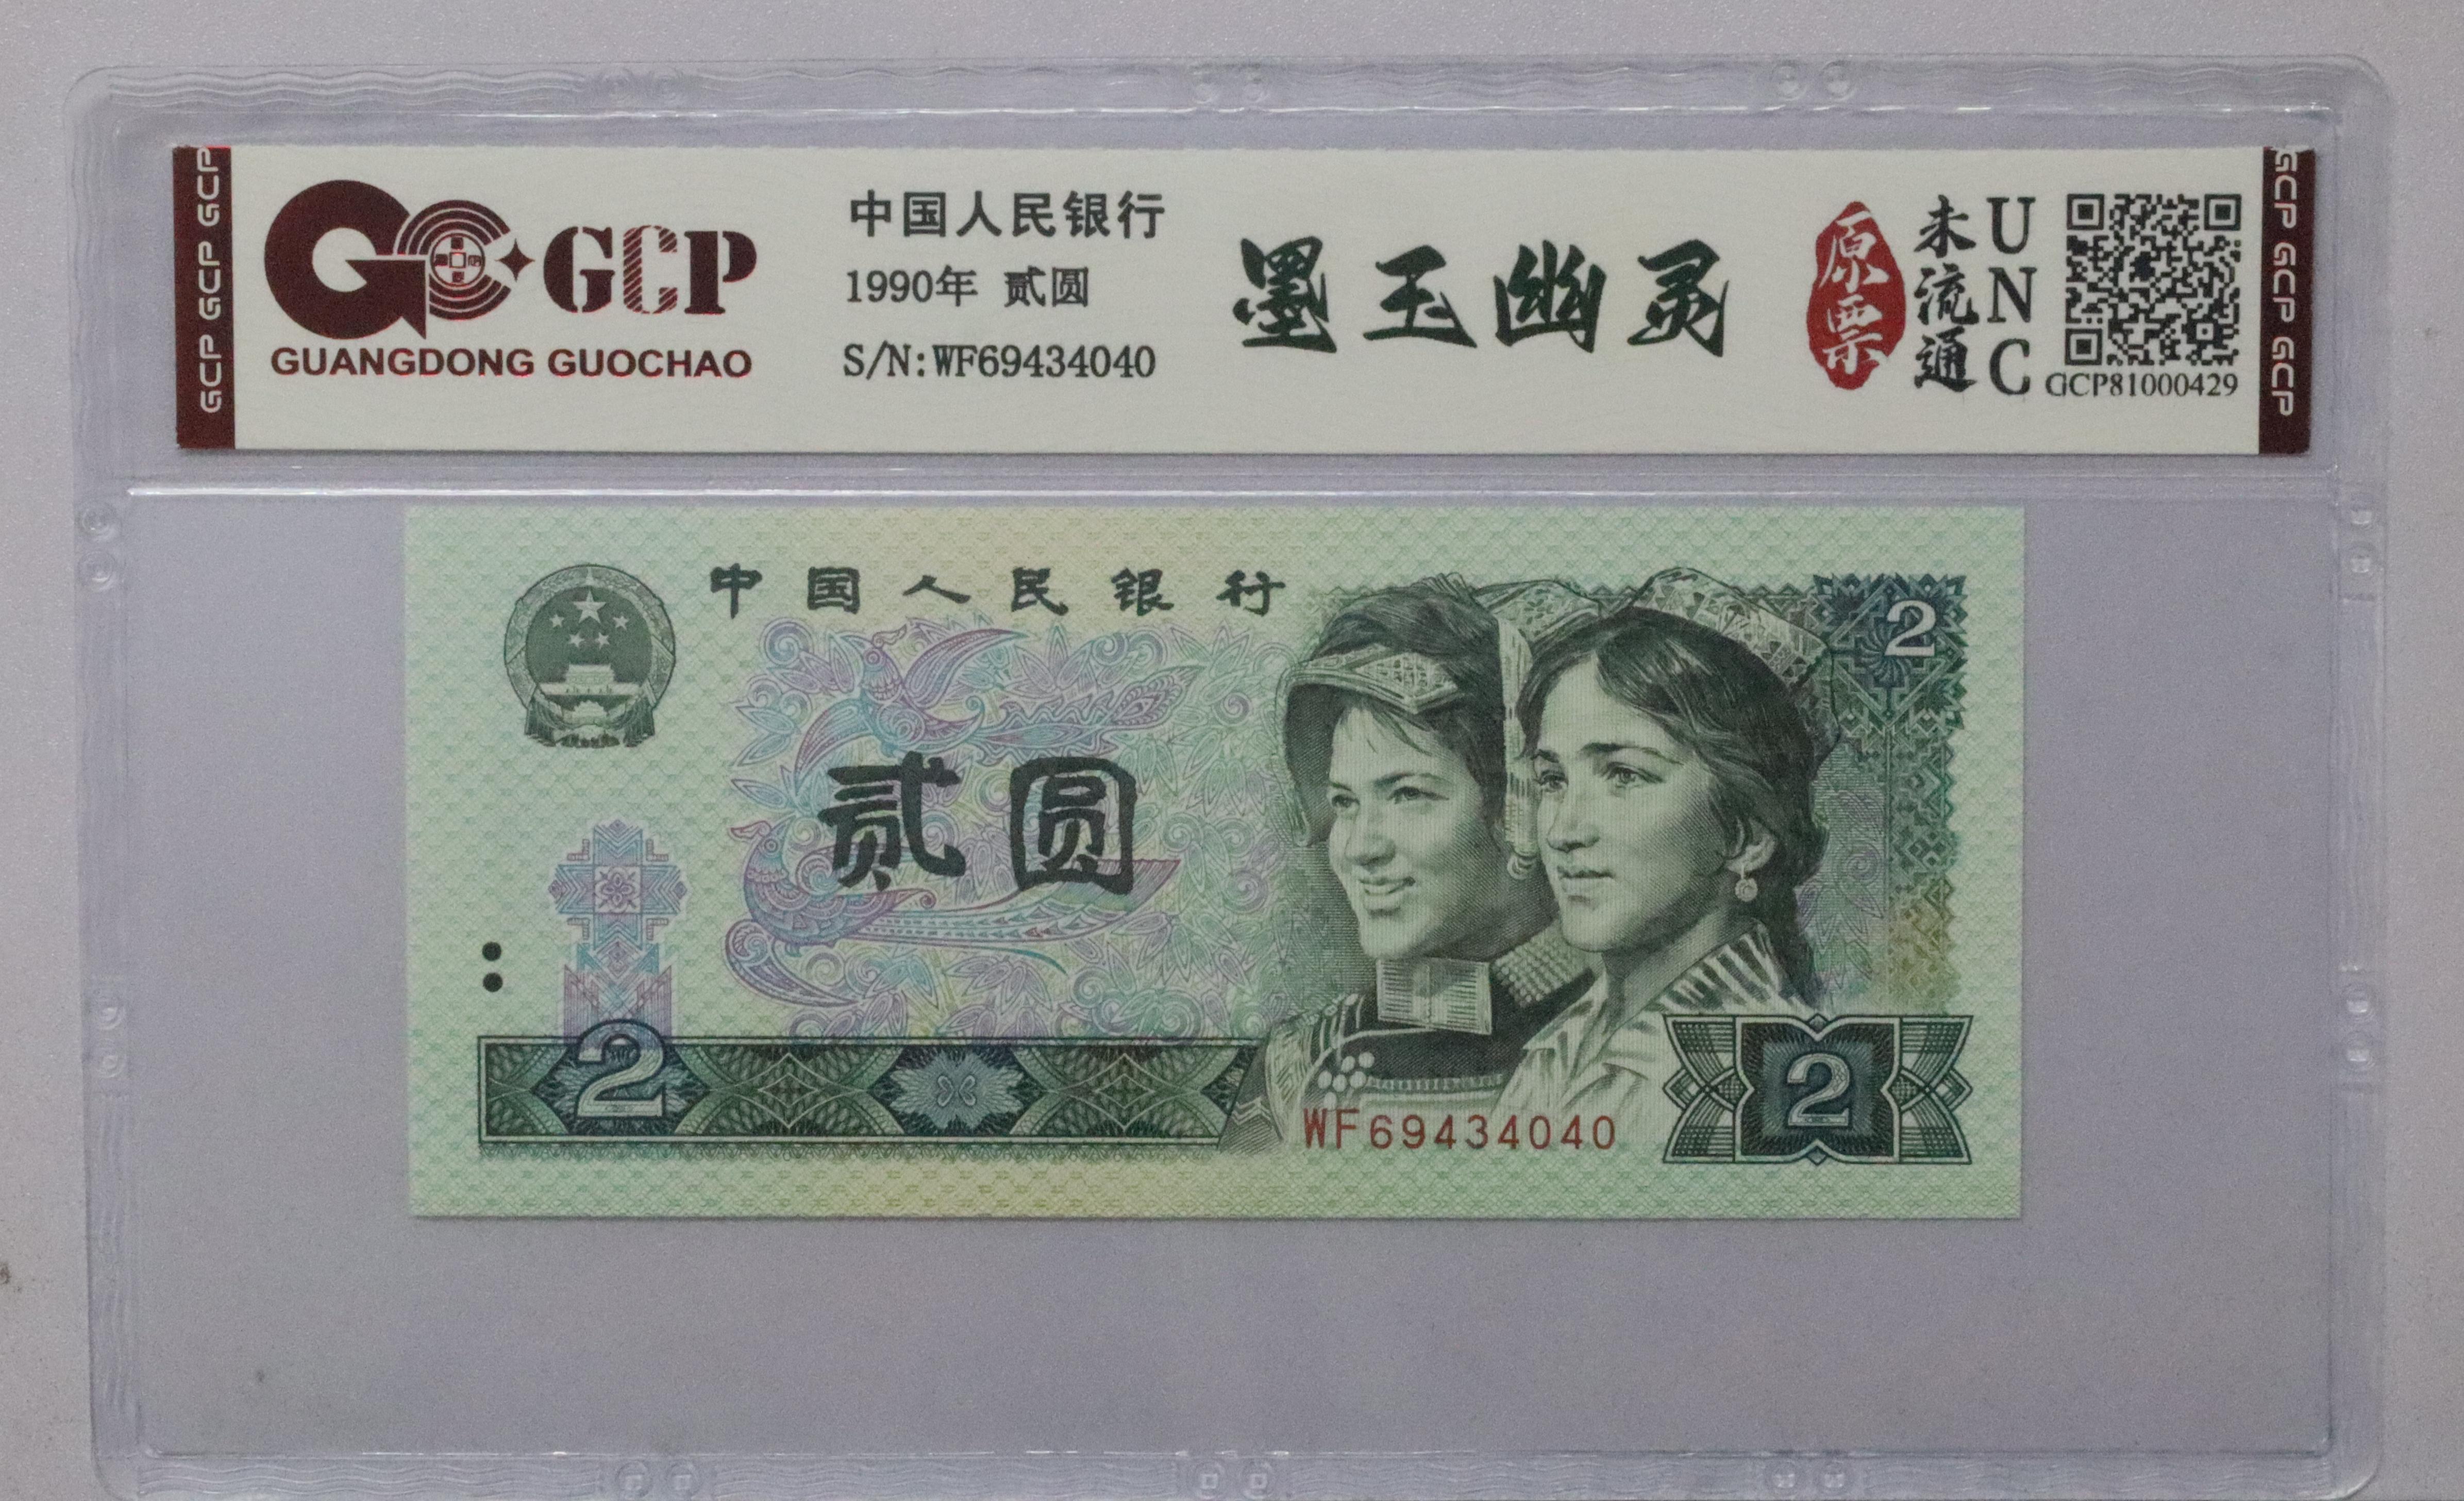 GCP GCP GCP
GCP
GUANGDONG GUOCHAO
中国人民银行
1990年 贰圆
S/N:WF69434040
墨玉幽灵
原票
未流通
UNC
GCP81000429
GCP GCP GCP
中国人民银行
2
贰圆
2
WF69434040
2